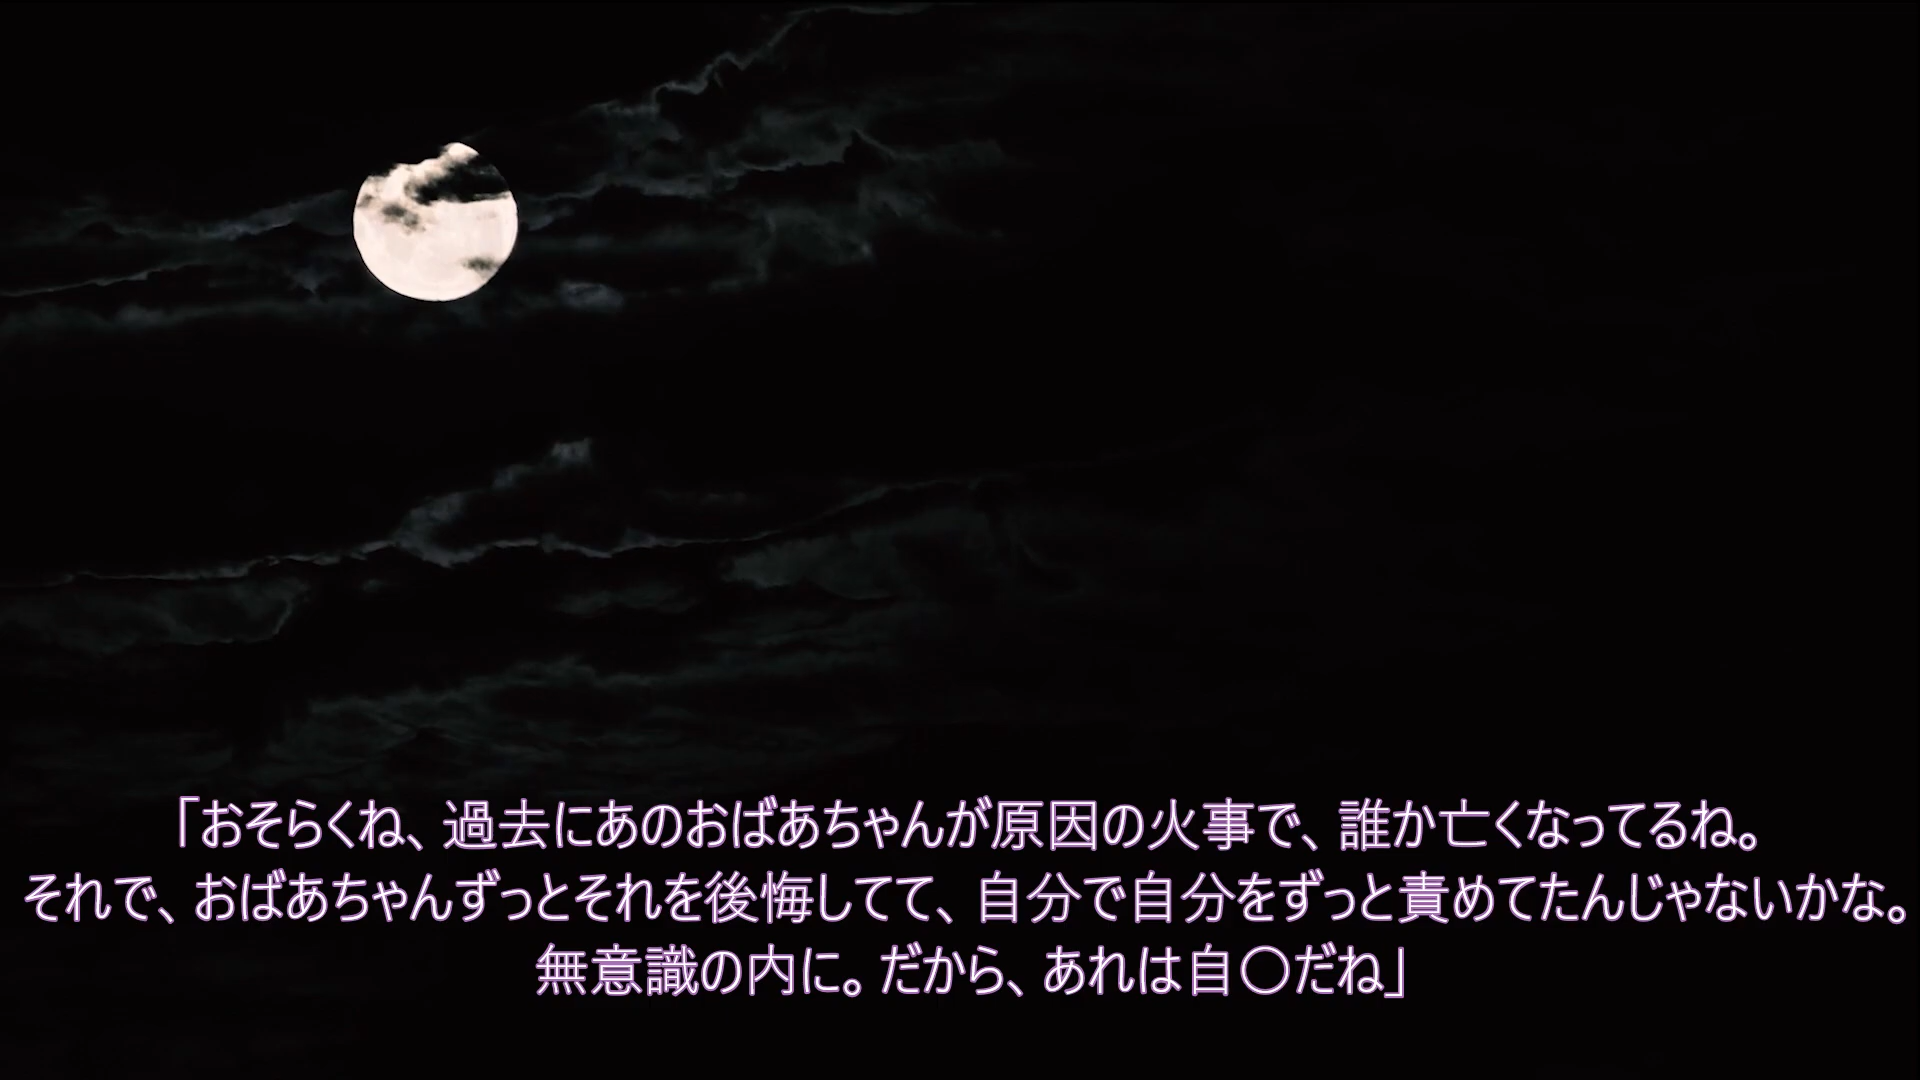 「おそらくね、過去にあのおばあちゃんが原因の火事で、誰か亡くなってるね。
それで、おばあちゃんずっとそれを後悔してて、自分で自分をずっと責めてたんじゃないかな。
無意識の内に。だから、あれは自〇だね」